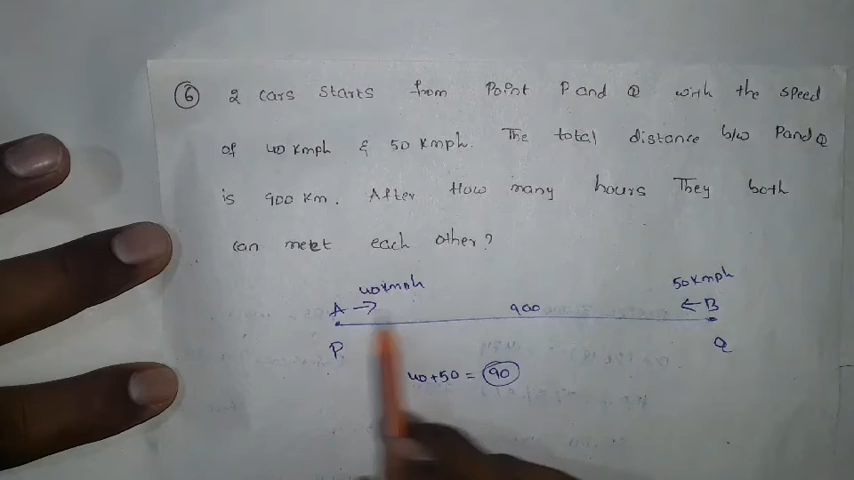 6 2 cars starts from Point P and Q with the speed
of 40 kmph & 50 kmph. The total distance b/w P and Q
is 900 km. After How many hours They both
can meet each other?
40kmph 50kmph
A → 900 ← B
P. Q
40+50 = 90